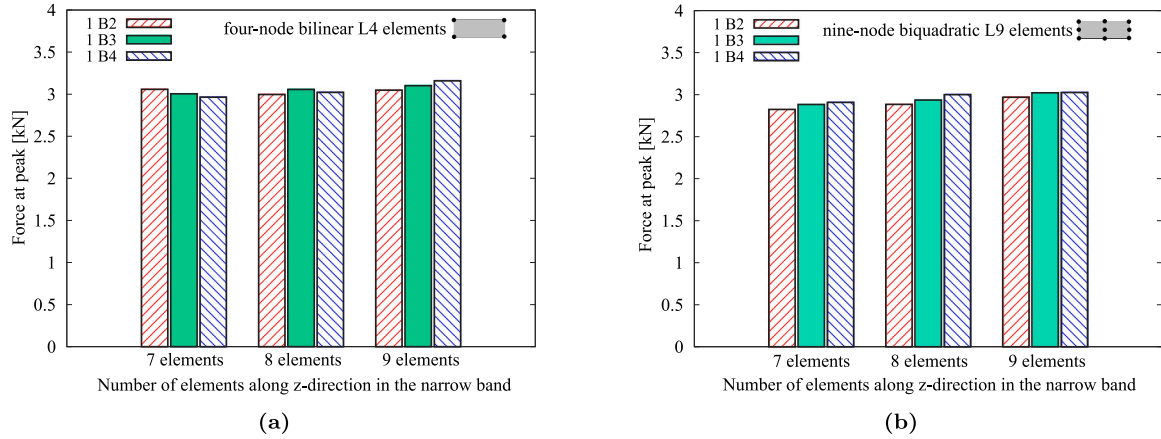 1 B2
1 B3
1 B4
four-node bilinear L4 elements
Force at peak [kN]
4
3.5
3
2.5
2
1.5
1
0.5
0
7 elements 8 elements 9 elements
Number of elements along z-direction in the narrow band
(a)
1 B2
1 B3
1 B4
nine-node biquadratic L9 elements
Force at peak [kN]
4
3.5
3
2.5
2
1.5
1
0.5
0
7 elements 8 elements 9 elements
Number of elements along z-direction in the narrow band
(b)